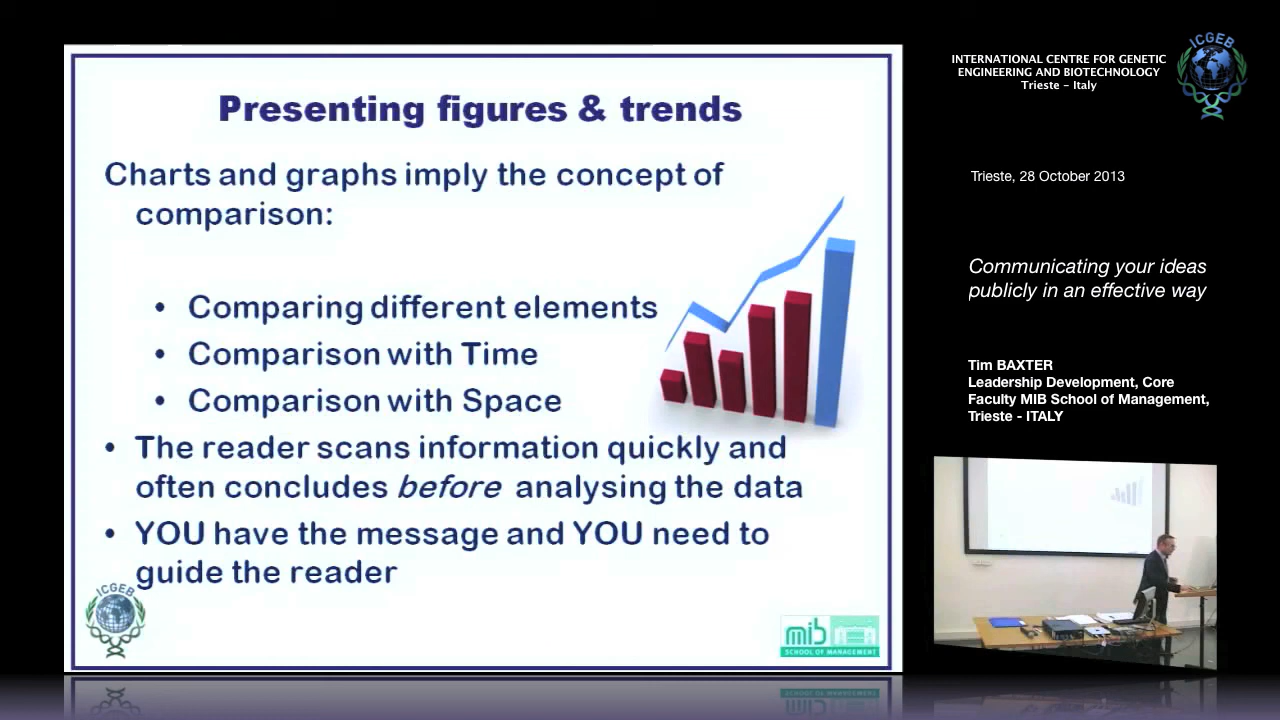 Presenting figures & trends
Charts and graphs imply the concept of
comparison:
• Comparing different elements
• Comparison with Time
• Comparison with Space
• The reader scans information quickly and
often concludes before analysing the data
• YOU have the message and YOU need to
guide the reader
ICGEB
mib
SCHOOL OF MANAGEMENT
INTERNATIONAL CENTRE FOR GENETIC
ENGINEERING AND BIOTECHNOLOGY
Trieste - Italy
ICGEB
Trieste, 28 October 2013
Communicating your ideas
publicly in an effective way
Tim BAXTER
Leadership Development, Core
Faculty MIB School of Management,
Trieste - ITALY